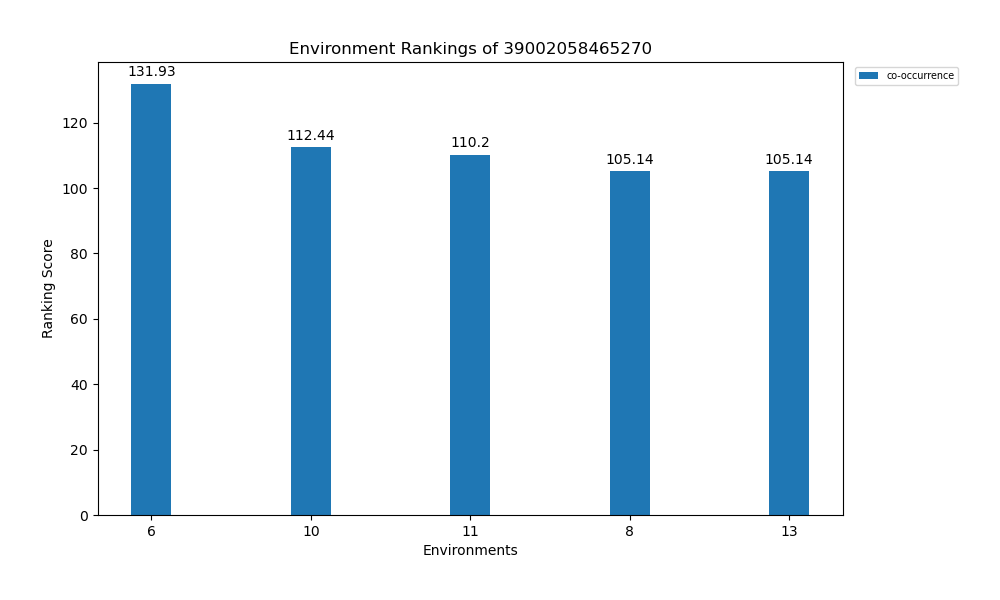 Environment Rankings of 39002058465270
co-occurrence
131.93
112.44
110.2
105.14
105.14
Ranking Score
120
100
80
60
40
20
0
6 10 11 8 13
Environments